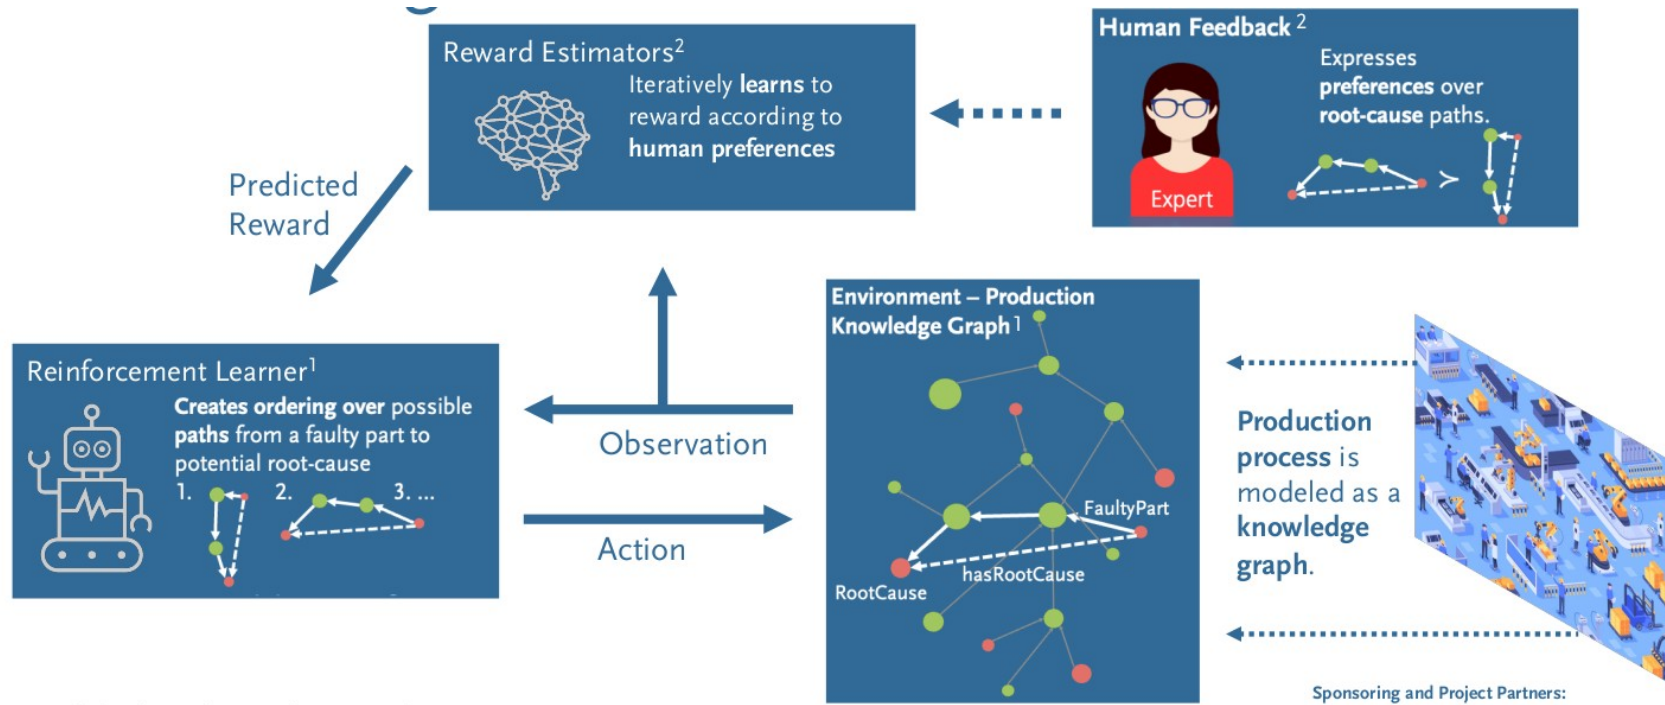 Reward Estimators²
Iteratively learns to
reward according to
human preferences
Human Feedback ²
Expresses
preferences over
root-cause paths.
≻
Expert
Predicted
Reward
Reinforcement Learner¹
Creates ordering over possible
paths from a faulty part to
potential root-cause
1. 2. 3. ...
Observation
Action
Environment – Production
Knowledge Graph¹
FaultyPart
hasRootCause
RootCause
Production
process is
modeled as a
knowledge
graph.
Sponsoring and Project Partners: